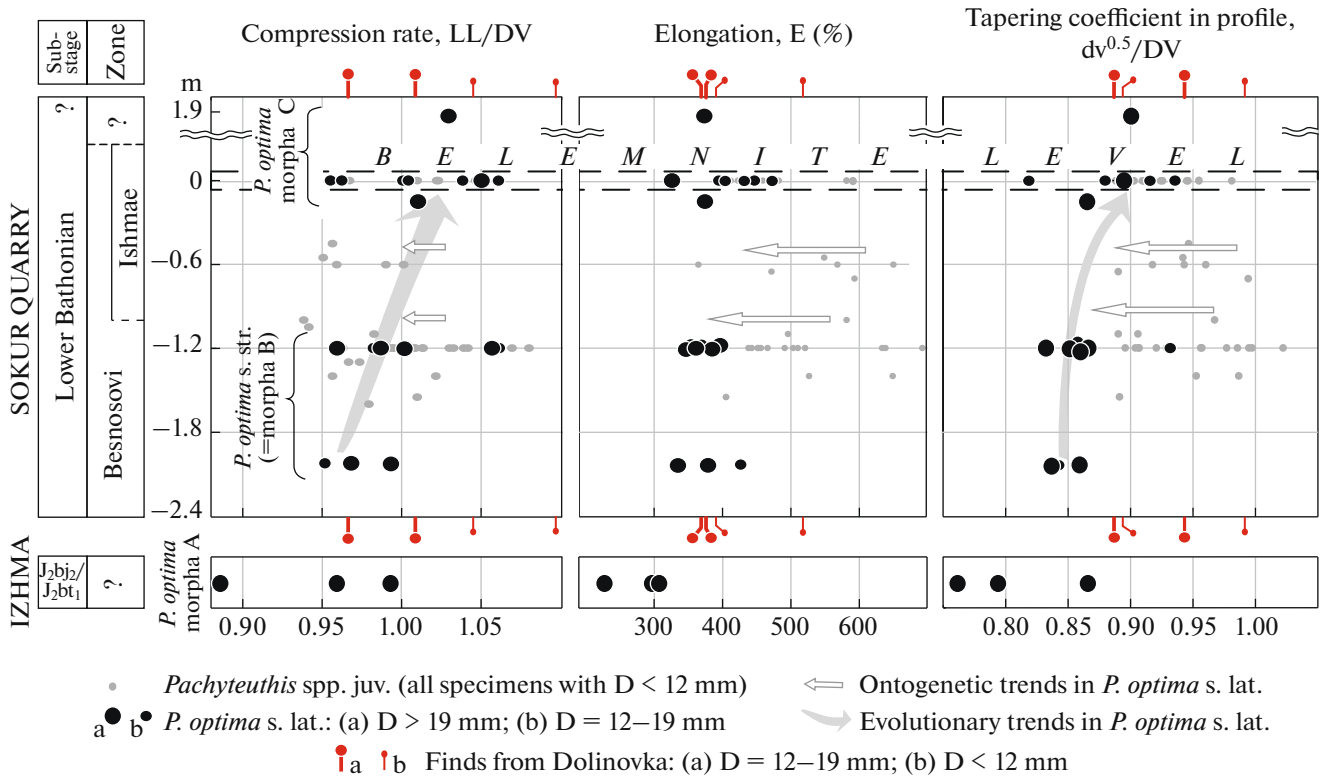 Sub-
stage
Zone
Compression rate, LL/DV
Elongation, E (%)
Tapering coefficient in profile,
dv^0.5/DV
m
SOKUR QUARRY
Lower Bathonian
?
?
Ishmae
Besnosovi
1.9
0
−0.6
−1.2
−1.8
−2.4
P. optima
morpha C
B E L E M N I T E L E V E L
P. optima s. str.
(=morpha B)
IZHMA
J₂bj₂/
J₂bt₁
?
P. optima
morpha A
0.90 0.95 1.00 1.05
300 400 500 600
0.80 0.85 0.90 0.95 1.00
Pachyteuthis spp. juv. (all specimens with D < 12 mm)
Ontogenetic trends in P. optima s. lat.
a b P. optima s. lat.: (a) D > 19 mm; (b) D = 12–19 mm
Evolutionary trends in P. optima s. lat.
a b Finds from Dolinovka: (a) D = 12–19 mm; (b) D < 12 mm